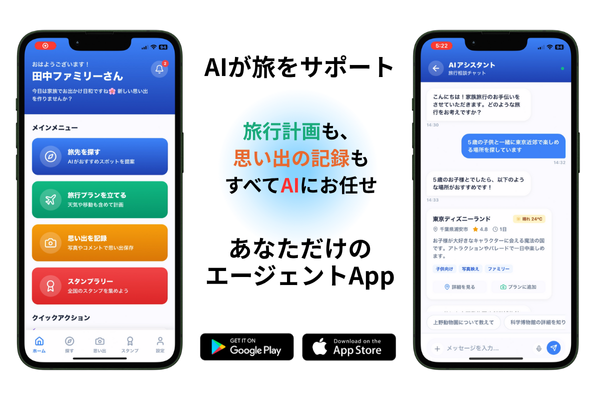 おはようございます！
田中ファミリーさん
今日は家族でお出かけ日和ですね🌸 新しい思い出
を作りませんか？
メインメニュー
旅先を探す
AIがおすすめスポットを提案
旅行プランを立てる
天気や移動も含めて計画
思い出を記録
写真やコメントで思い出保存
スタンプラリー
全国のスタンプを集めよう
クイックアクション
ホーム
探す
思い出
スタンプ
設定
AIが旅をサポート
旅行計画も、
思い出の記録も
すべてAIにお任せ
あなただけの
エージェントApp
GET IT ON
Google Play
Download on the
App Store
5:22
AIアシスタント
旅行相談チャット
こんにちは！家族旅行のお手伝いを
させていただきます。どのような旅
行をお考えですか？
14:30
5歳の子供と一緒に東京近郊で楽しめ
る場所を探しています
14:32
5歳のお子様とでしたら、以下のよう
な場所がおすすめです！
14:33
東京ディズニーランド
晴れ 24°C
千葉県浦安市
4.8
1日
お子様が大好きなキャラクターに会える魔法の国
です。アトラクションやパレードで一日中楽しめ
ます。
子供向け
写真映え
ファミリー
詳細を見る
プランに追加
上野動物園について教えて
科学博物館の詳細を知り
メッセージを入力...